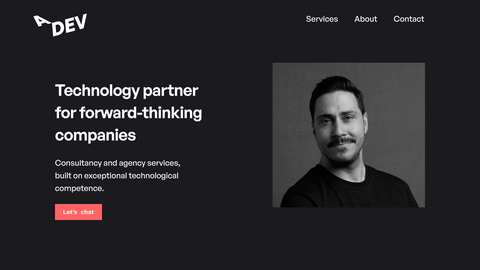 A DEV
Services
About
Contact
Technology partner
for forward-thinking
companies
Consultancy and agency services,
built on exceptional technological
competence.
Let's chat